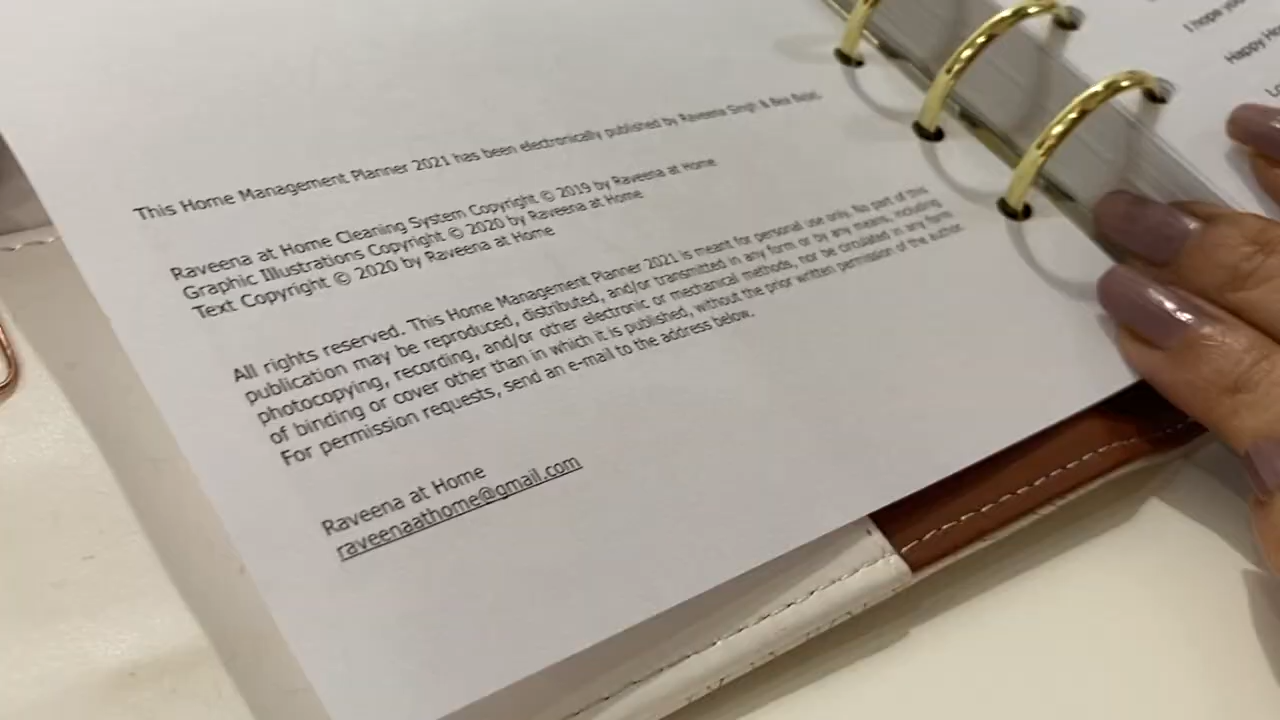 This Home Management Planner 2021 has been electronically published by Raveena Singh & Bea
Raveena at Home Cleaning System Copyright © 2019 by Raveena at Home
Graphic Illustrations Copyright © 2020 by Raveena at Home
Text Copyright © 2020 by Raveena at Home
All rights reserved. This Home Management Planner 2021 is meant for personal use only. No part of this
publication may be reproduced, distributed, and/or transmitted in any form or by any means, including
photocopying, recording, and/or other electronic or mechanical methods, nor be circulated in any form
of binding or cover other than in which it is published, without the prior written permission of the author.
For permission requests, send an e-mail to the address below.
Raveena at Home
raveenaathome@gmail.com
I hope
Happy